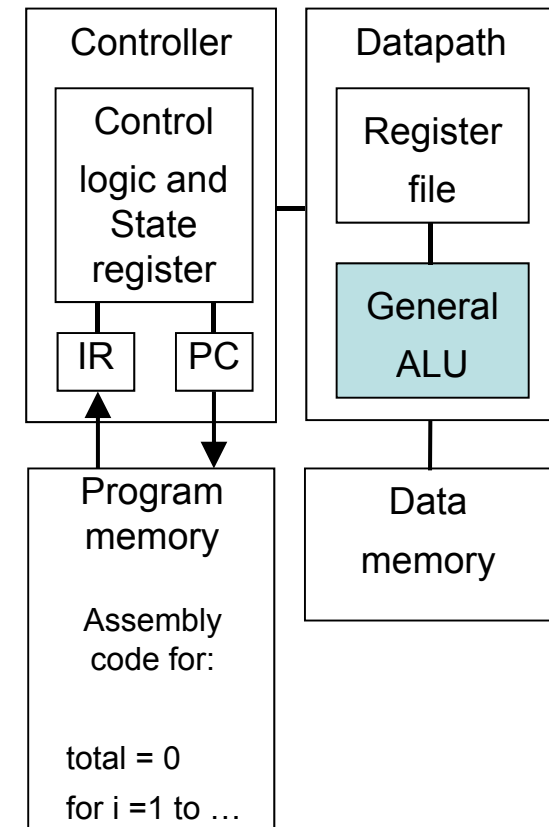 Controller
Control
logic and
State
register
IR
PC
Program
memory
Assembly
code for:
total = 0
for i =1 to …
Datapath
Register
file
General
ALU
Data
memory